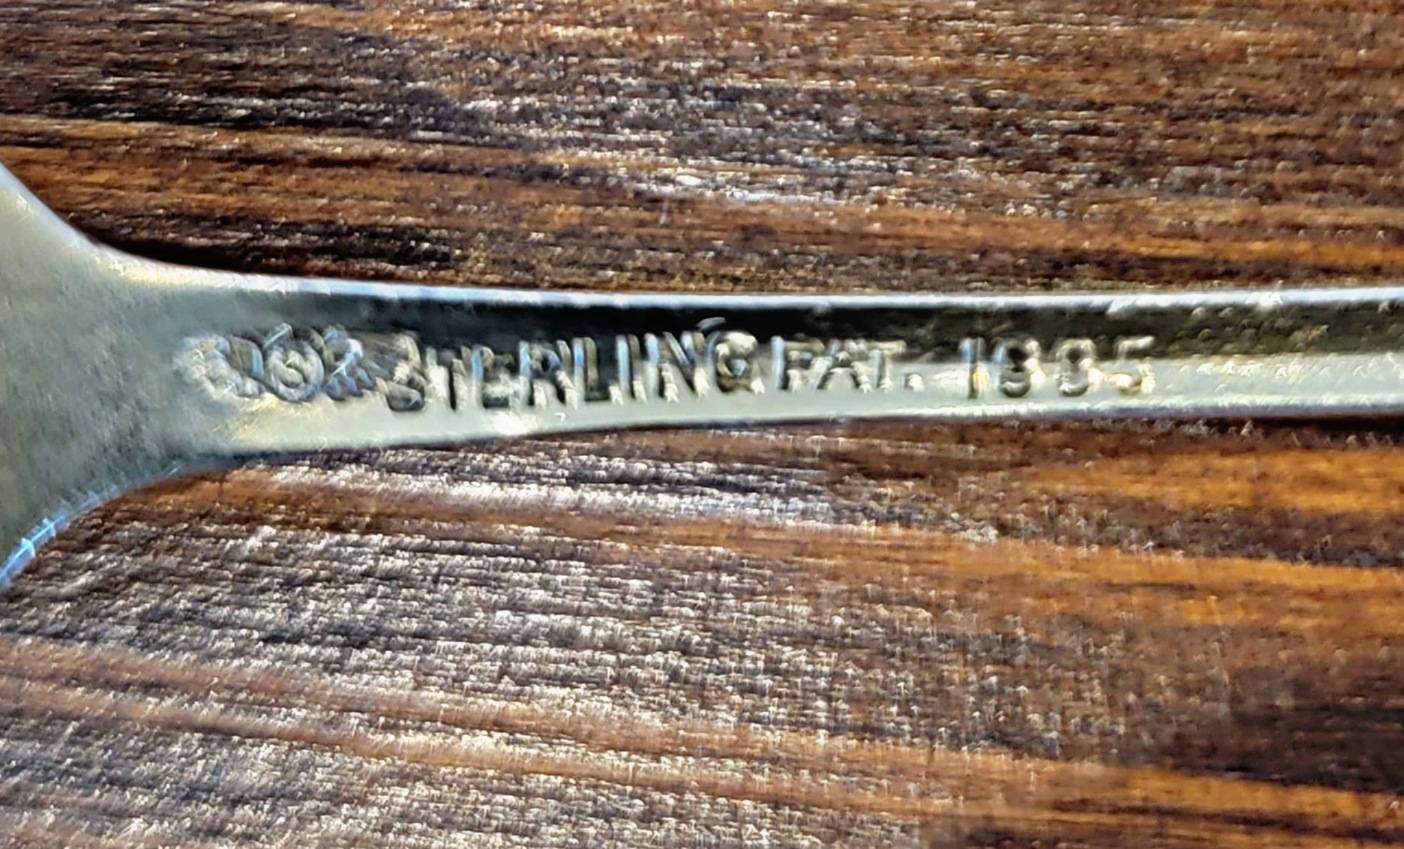 STERLING PAT. 1895